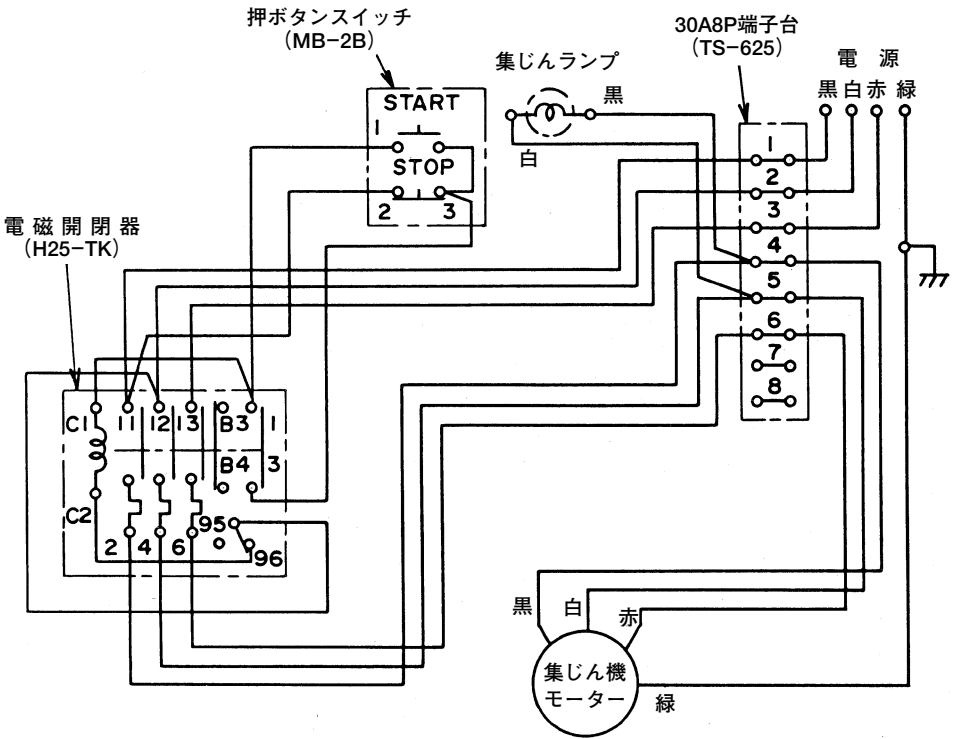 押ボタンスイッチ
(MB-2B)
START
1
STOP
2 3
集じんランプ
黒
白
30A8P端子台
(TS-625)
電源
黒 白 赤 緑
1
2
3
4
5
6
7
8
電磁開閉器
(H25-TK)
C1 11 12 13 B3 1
B4 3
C2
95
2 4 6 96
黒 白 赤
集じん機
モーター
緑